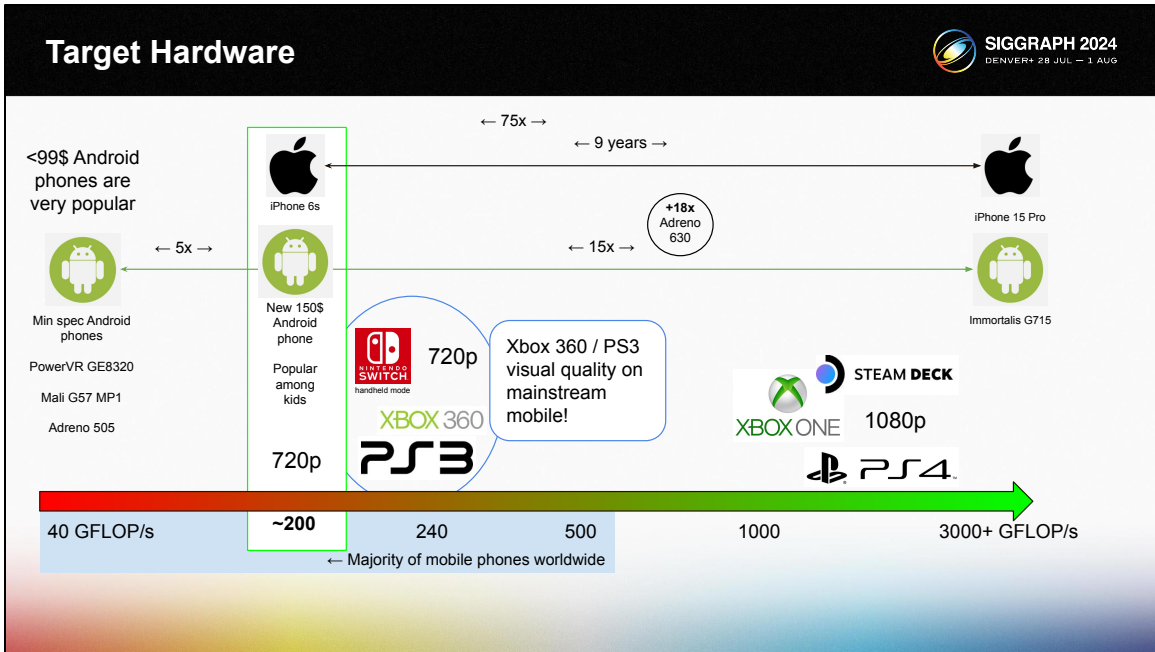 Target Hardware
SIGGRAPH 2024
DENVER+ 28 JUL — 1 AUG
← 75x →
← 9 years →
<99$ Android
phones are
very popular
iPhone 6s
iPhone 15 Pro
+18x
Adreno
630
← 5x →
← 15x →
Min spec Android
phones
PowerVR GE8320
Mali G57 MP1
Adreno 505
New 150$
Android
phone
Popular
among
kids
720p
Immortalis G715
NINTENDO
SWITCH
handheld mode
720p
XBOX 360
PS3
Xbox 360 / PS3
visual quality on
mainstream
mobile!
STEAM DECK
XBOX ONE
1080p
PS4
40 GFLOP/s
~200
240
500
1000
3000+ GFLOP/s
← Majority of mobile phones worldwide